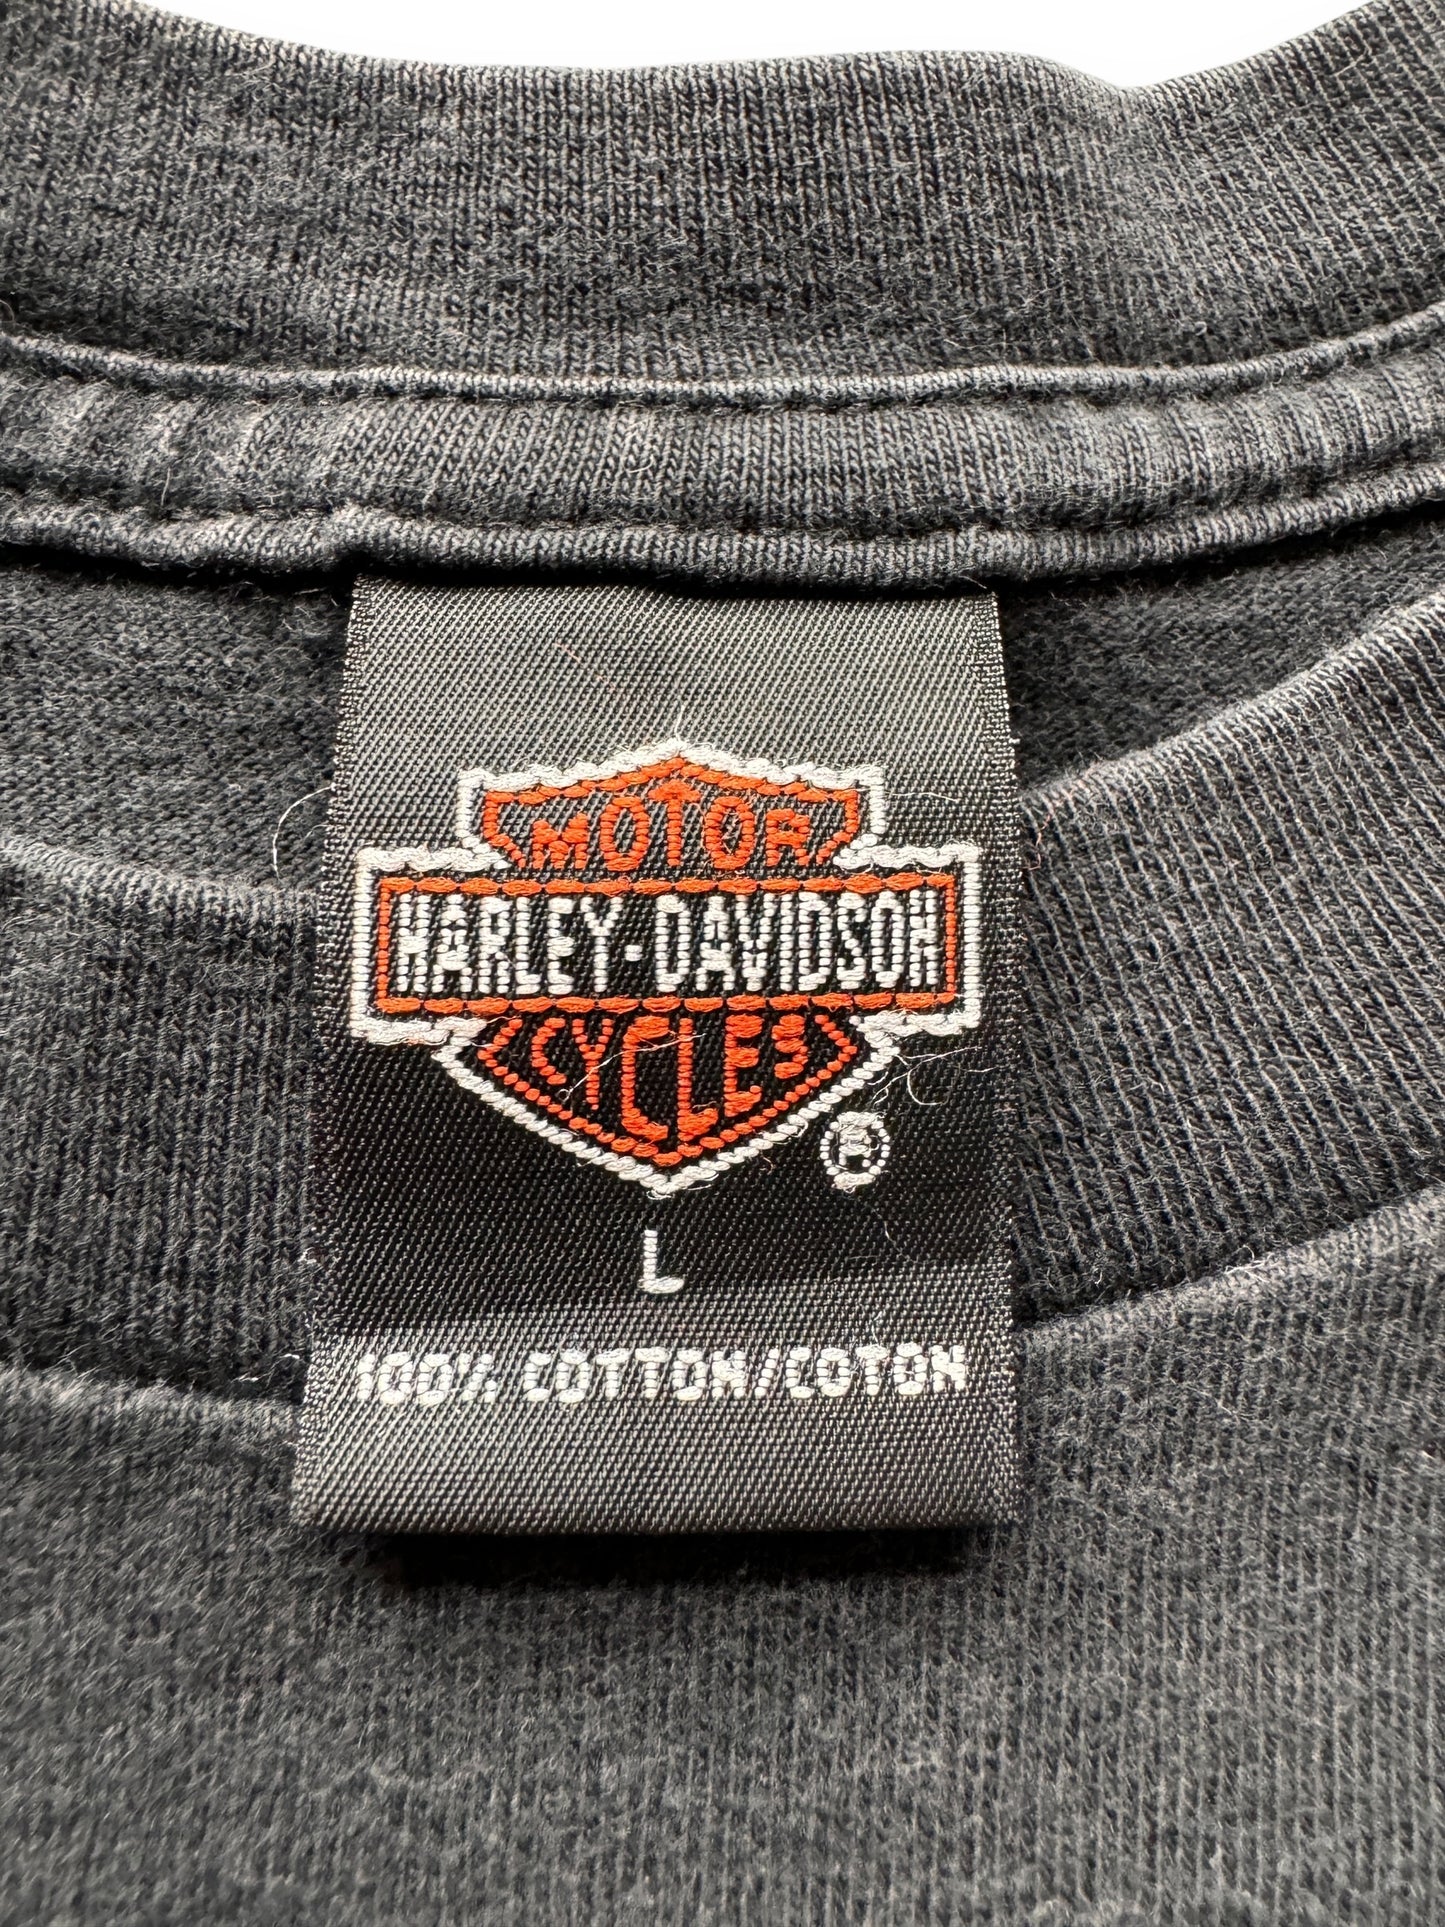 MOTOR
HARLEY-DAVIDSON
CYCLES
®
L
100% COTTON/COTON